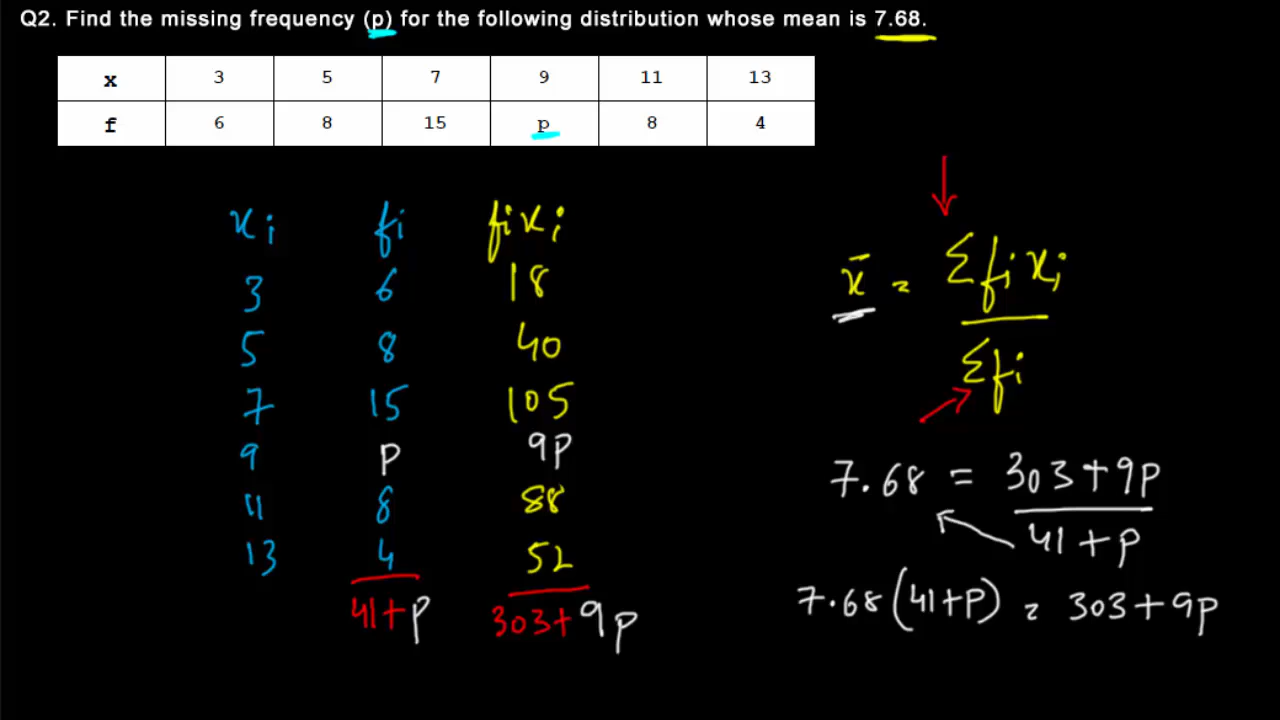 Q2. Find the missing frequency (p) for the following distribution whose mean is 7.68.
x 3 5 7 9 11 13
f 6 8 15 p 8 4
xi fi fixi
3 6 18
5 8 40
7 15 105
9 p 9p
11 8 88
13 4 52
41+p 303+9p
x̄ = Σfixi
Σfi
7.68 = 303+9p
41+p
7.68(41+p) = 303+9p